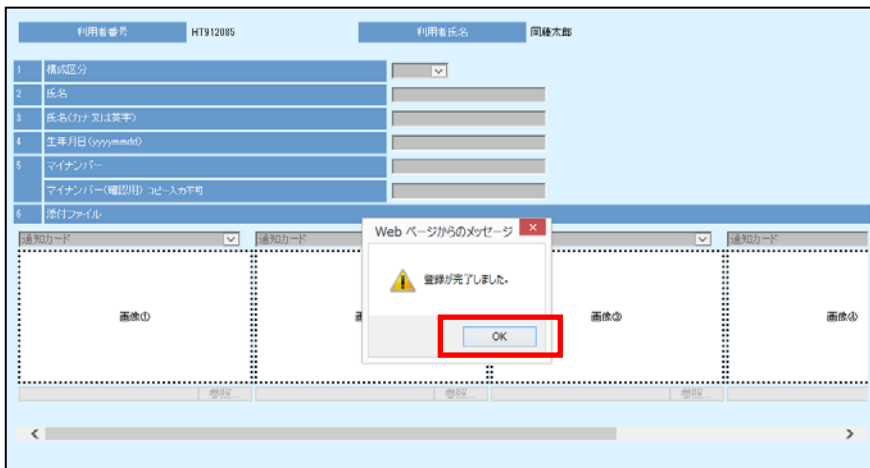 利用者番号 HT912085 利用者氏名 岡藤太郎
1 構成区分
2 氏名
3 氏名(カナ又は英字)
4 生年月日(yyyymmdd)
5 マイナンバー
マイナンバー(確認用) コピー入力不可
6 添付ファイル
通知カード 通知カード 通知カード
Web ページからのメッセージ
登録が完了しました。
OK
画像① 画 画像③ 画像④
参照... 参照... 参照...